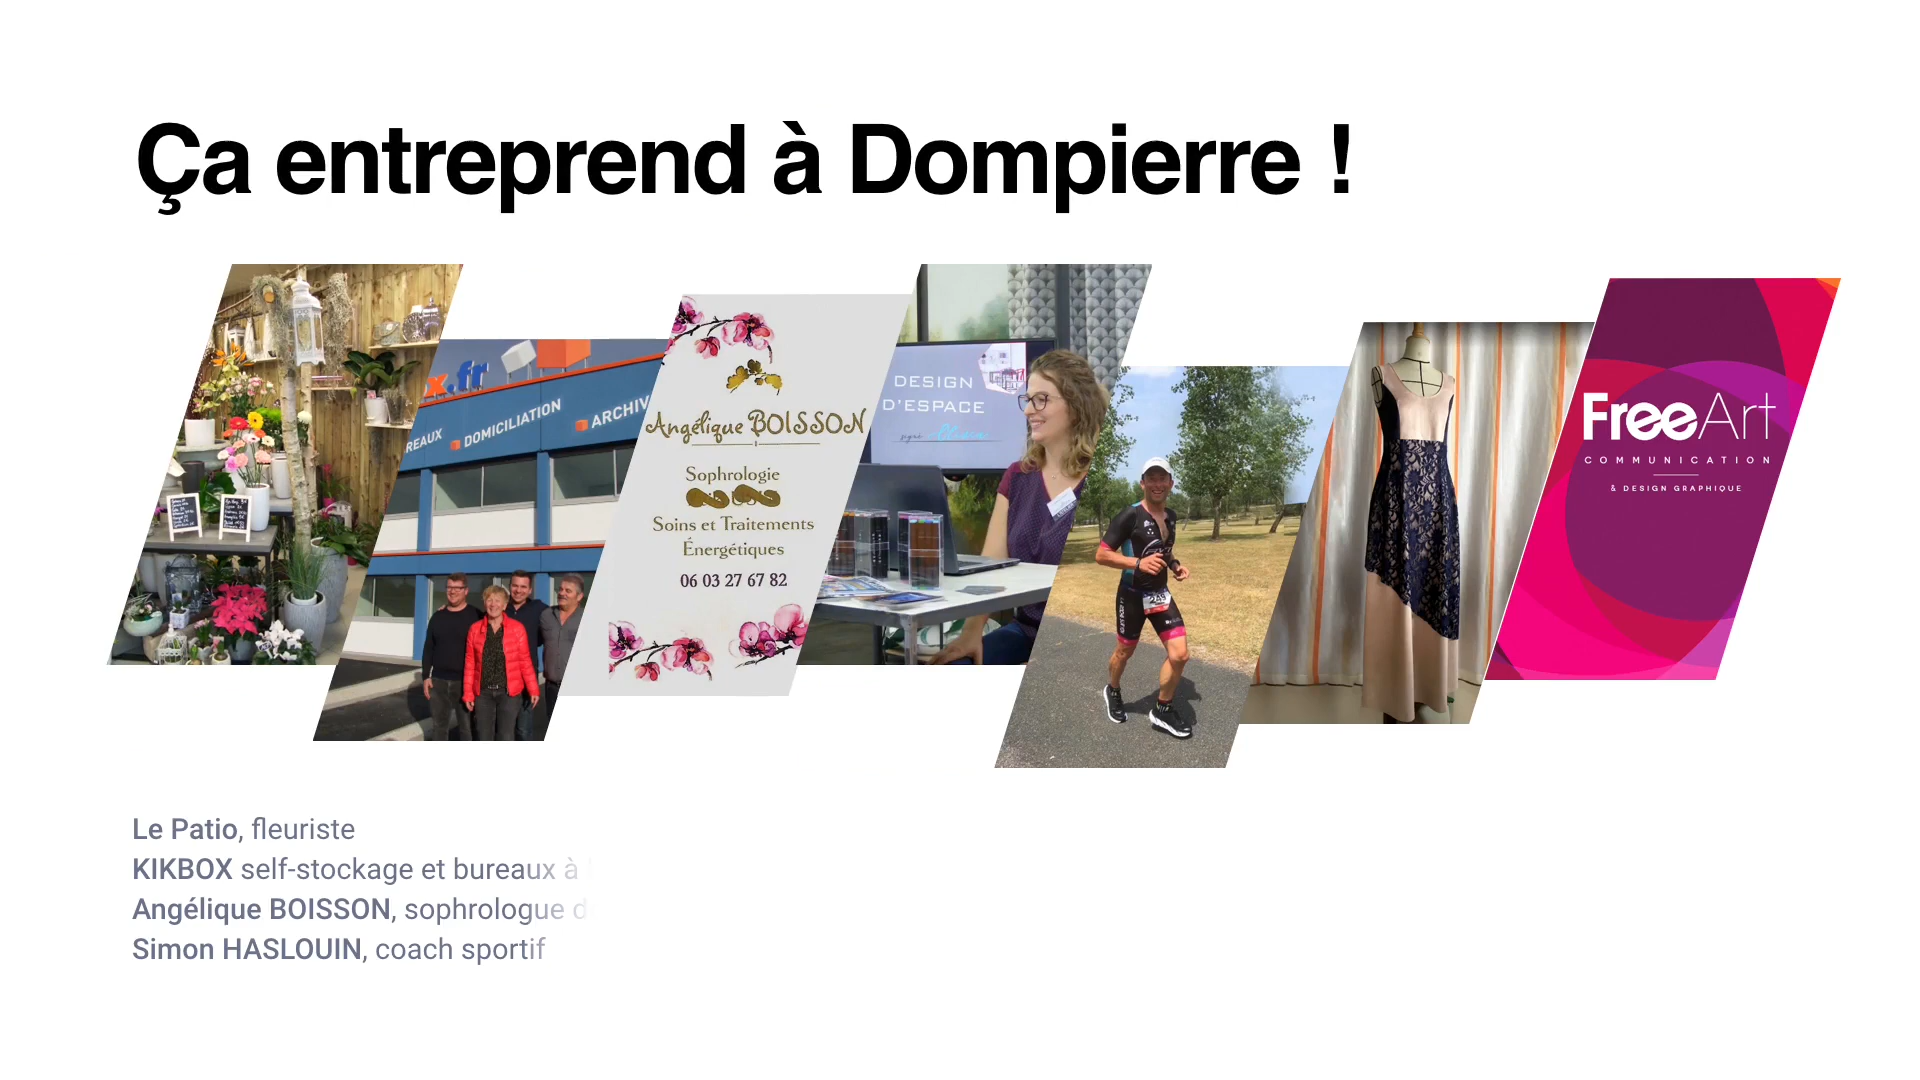 Ça entreprend à Dompierre !
x.fr
REAUX
DOMICILIATION
ARCHIV
Angélique BOISSON
Sophrologie
Soins et Traitements
Énergétiques
06 03 27 67 82
DESIGN
D'ESPACE
FreeArt
COMMUNICATION
& DESIGN GRAPHIQUE
Le Patio, fleuriste
KIKBOX self-stockage et bureaux à
Angélique BOISSON, sophrologue d
Simon HASLOUIN, coach sportif